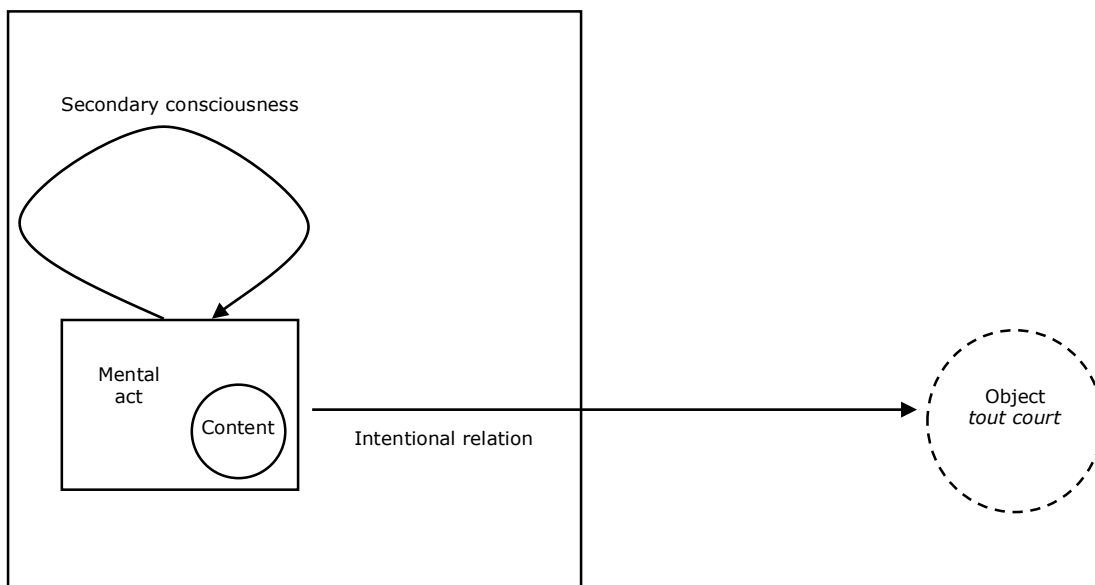 Secondary consciousness
Mental
act
Content
Intentional relation
Object
tout court